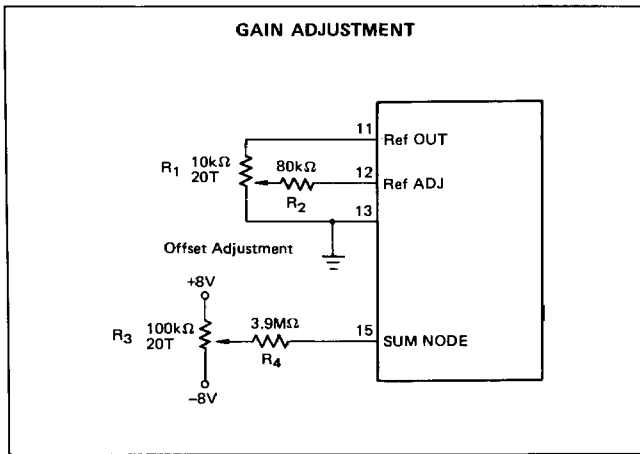 GAIN ADJUSTMENT
11
Ref OUT
R1 10kΩ
20T
80kΩ
R2
12
Ref ADJ
13
Offset Adjustment
+8V
R3 100kΩ
20T
3.9MΩ
R4
15
SUM NODE
−8V